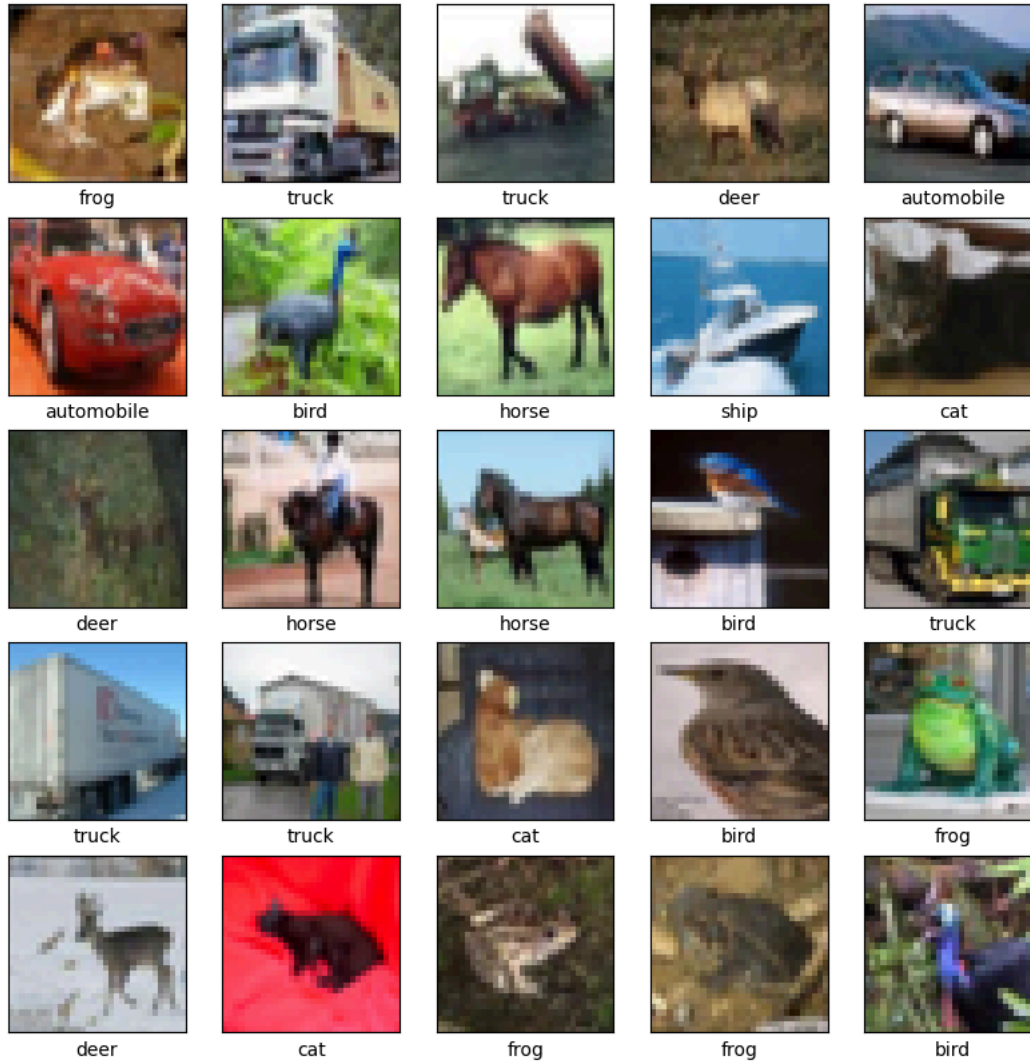 frog truck truck deer automobile
automobile bird horse ship cat
deer horse horse bird truck
truck truck cat bird frog
deer cat frog frog bird